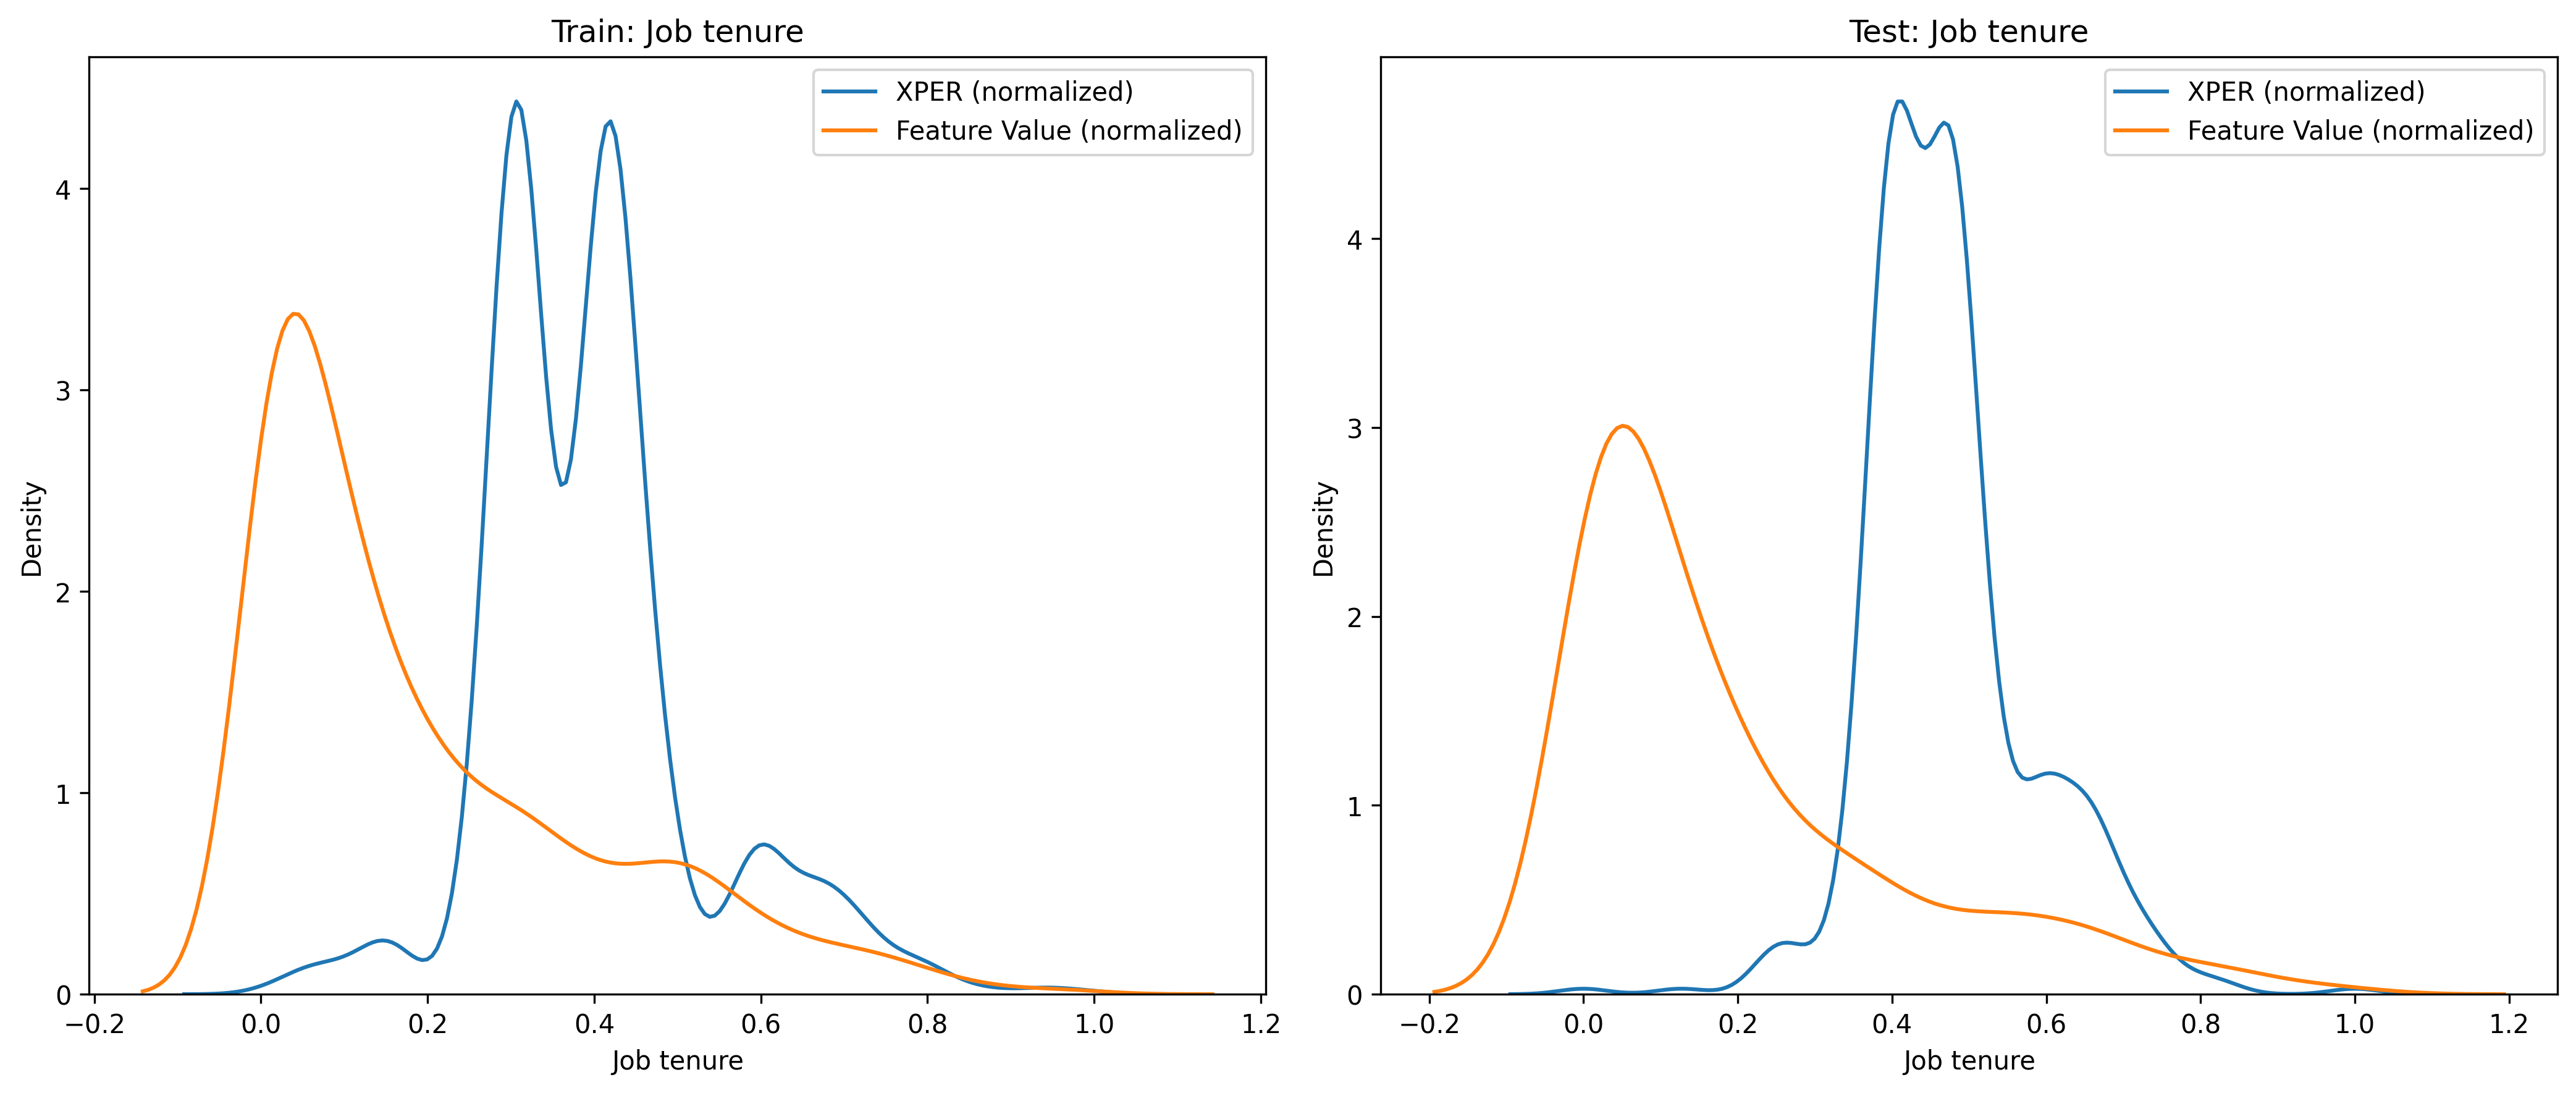 Train: Job tenure
XPER (normalized)
Feature Value (normalized)
Density
4
3
2
1
0
−0.2
0.0
0.2
0.4
0.6
0.8
1.0
1.2
Job tenure
Test: Job tenure
XPER (normalized)
Feature Value (normalized)
Density
4
3
2
1
0
−0.2
0.0
0.2
0.4
0.6
0.8
1.0
1.2
Job tenure